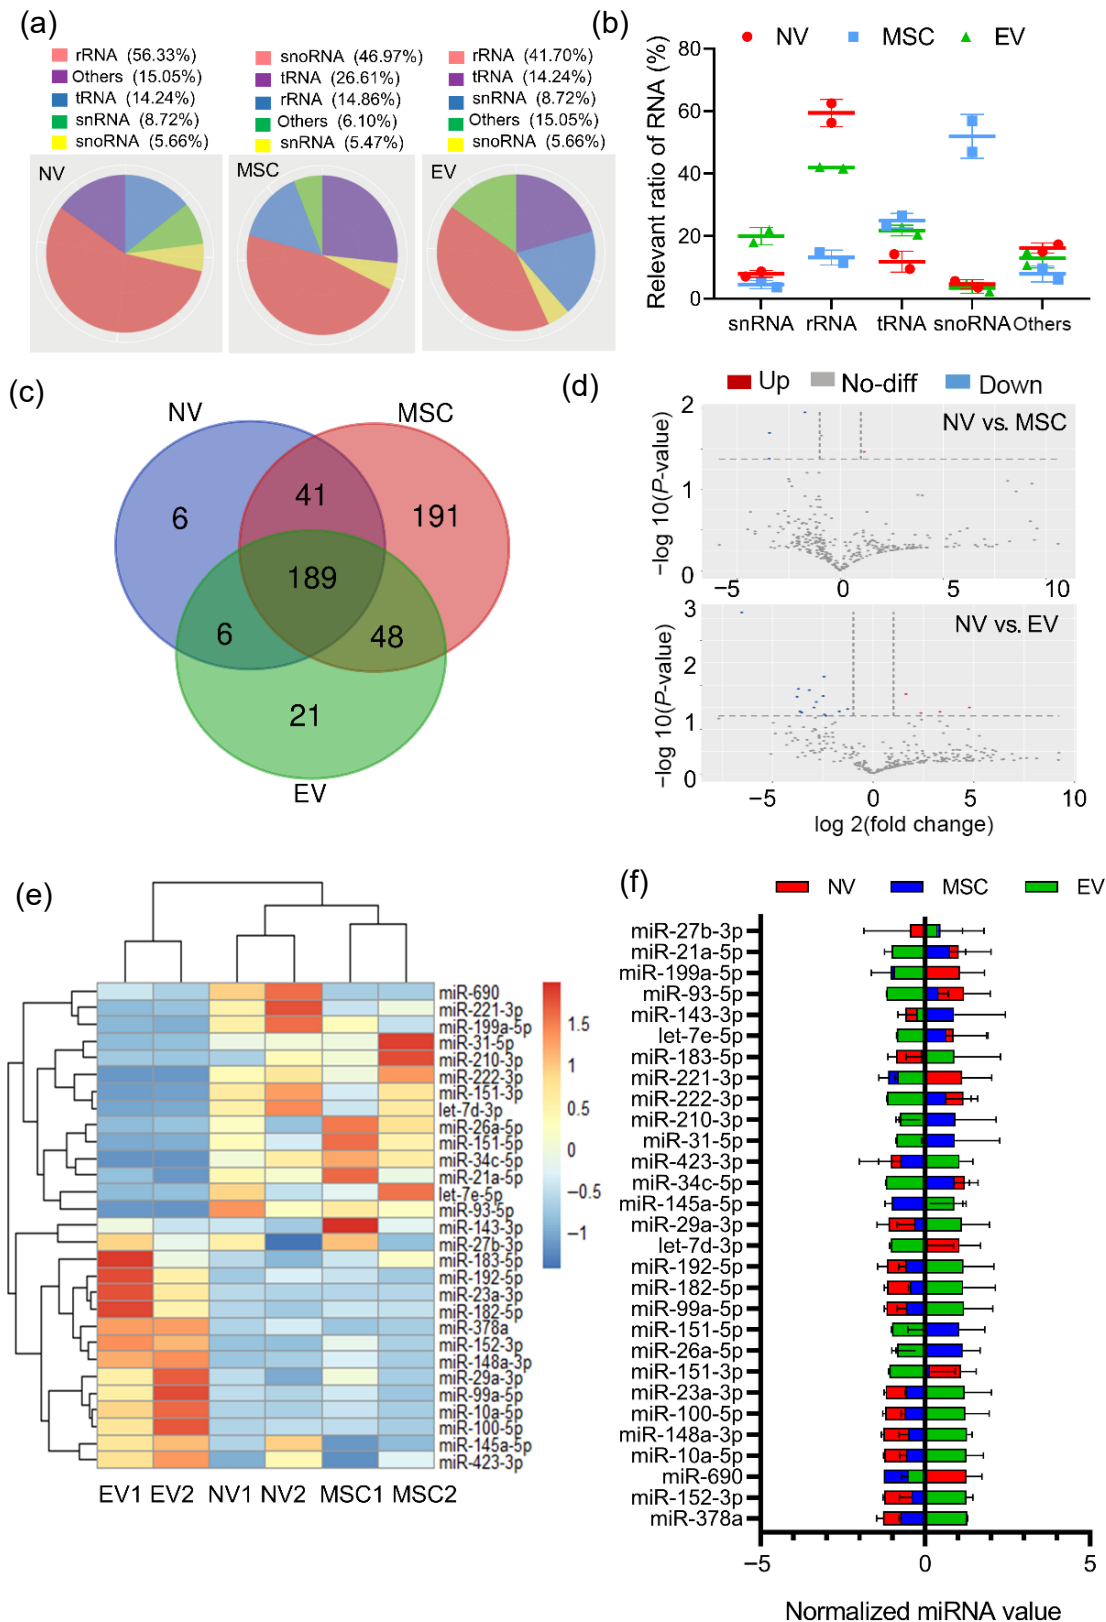 (a)
rRNA (56.33%)
Others (15.05%)
tRNA (14.24%)
snRNA (8.72%)
snoRNA (5.66%)
snoRNA (46.97%)
tRNA (26.61%)
rRNA (14.86%)
Others (6.10%)
snRNA (5.47%)
rRNA (41.70%)
tRNA (14.24%)
snRNA (8.72%)
Others (15.05%)
snoRNA (5.66%)
NV
MSC
EV
(b)
NV MSC EV
Relevant ratio of RNA (%)
80
60
40
20
0
snRNA rRNA tRNA snoRNA Others
(c)
NV
MSC
6
41
191
189
6
48
21
EV
(d)
Up No-diff Down
NV vs. MSC
−log 10(P-value)
2
1
0
−5 0 5 10
NV vs. EV
−log 10(P-value)
3
2
1
0
−5 0 5 10
log 2(fold change)
(e)
miR-690
miR-221-3p
miR-199a-5p
miR-31-5p
miR-210-3p
miR-222-3p
miR-151-3p
let-7d-3p
miR-26a-5p
miR-151-5p
miR-34c-5p
miR-21a-5p
let-7e-5p
miR-93-5p
miR-143-3p
miR-27b-3p
miR-183-5p
miR-192-5p
miR-23a-3p
miR-182-5p
miR-378a
miR-152-3p
miR-148a-3p
miR-29a-3p
miR-99a-5p
miR-10a-5p
miR-100-5p
miR-145a-5p
miR-423-3p
1.5
1
0.5
0
−0.5
−1
EV1 EV2 NV1 NV2 MSC1 MSC2
(f)
NV MSC EV
miR-27b-3p
miR-21a-5p
miR-199a-5p
miR-93-5p
miR-143-3p
let-7e-5p
miR-183-5p
miR-221-3p
miR-222-3p
miR-210-3p
miR-31-5p
miR-423-3p
miR-34c-5p
miR-145a-5p
miR-29a-3p
let-7d-3p
miR-192-5p
miR-182-5p
miR-99a-5p
miR-151-5p
miR-26a-5p
miR-151-3p
miR-23a-3p
miR-100-5p
miR-148a-3p
miR-10a-5p
miR-690
miR-152-3p
miR-378a
−5 0 5
Normalized miRNA value